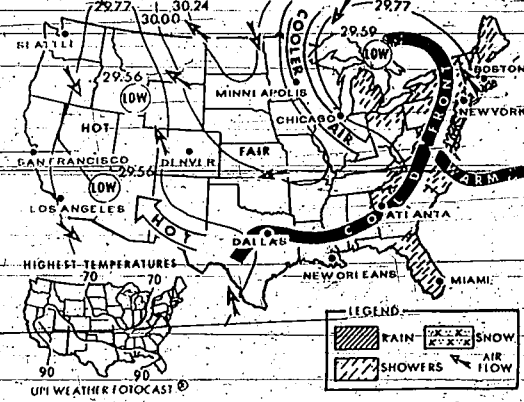 29.77 30.24 29.77
30.00
COOLER AIR
29.59
LOW
SEATTLE
29.56
LOW
MINNEAPOLIS
BOSTON
NEW YORK
CHICAGO
HOT
FAIR
SAN FRANCISCO
DENVER
29.56
LOW
LOS ANGELES
COLD FRONT
WARM
ATLANTA
HOT
DALLAS
NEW ORLEANS
MIAMI
HIGHEST TEMPERATURES
70 70
90 90
UPI WEATHER FOTOCAST ®
LEGEND
RAIN SNOW
SHOWERS AIR FLOW